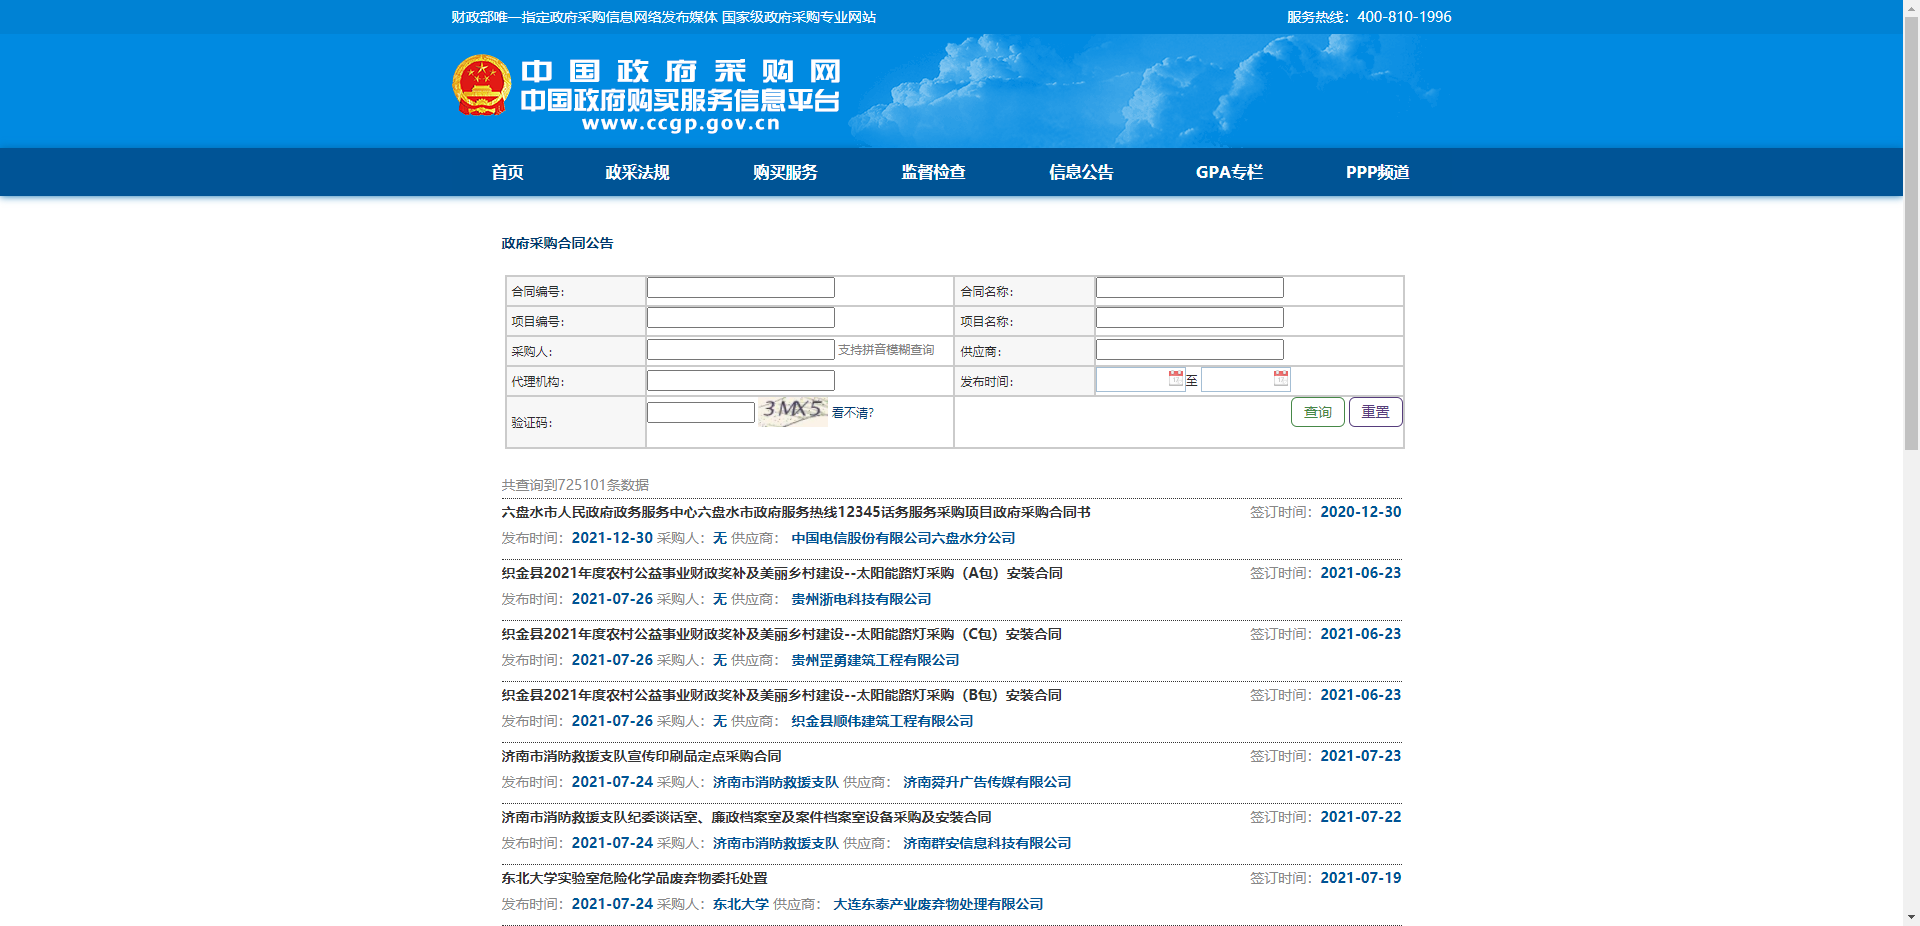 财政部唯一指定政府采购信息网络发布媒体 国家级政府采购专业网站 服务热线：400-810-1996
中国政府采购网
中国政府购买服务信息平台
www.ccgp.gov.cn
首页 政采法规 购买服务 监督检查 信息公告 GPA专栏 PPP频道
政府采购合同公告
合同编号： 合同名称：
项目编号： 项目名称：
采购人： 支持拼音模糊查询 供应商：
代理机构： 发布时间： 12 至 12
验证码： 3MX5 看不清? 查询 重置
共查询到725101条数据
六盘水市人民政府政务服务中心六盘水市政府服务热线12345话务服务采购项目政府采购合同书 签订时间：2020-12-30
发布时间：2021-12-30 采购人：无 供应商： 中国电信股份有限公司六盘水分公司
织金县2021年度农村公益事业财政奖补及美丽乡村建设--太阳能路灯采购（A包）安装合同 签订时间：2021-06-23
发布时间：2021-07-26 采购人：无 供应商： 贵州浙电科技有限公司
织金县2021年度农村公益事业财政奖补及美丽乡村建设--太阳能路灯采购（C包）安装合同 签订时间：2021-06-23
发布时间：2021-07-26 采购人：无 供应商： 贵州罡勇建筑工程有限公司
织金县2021年度农村公益事业财政奖补及美丽乡村建设--太阳能路灯采购（B包）安装合同 签订时间：2021-06-23
发布时间：2021-07-26 采购人：无 供应商： 织金县顺伟建筑工程有限公司
济南市消防救援支队宣传印刷品定点采购合同 签订时间：2021-07-23
发布时间：2021-07-24 采购人：济南市消防救援支队 供应商： 济南舜升广告传媒有限公司
济南市消防救援支队纪委谈话室、廉政档案室及案件档案室设备采购及安装合同 签订时间：2021-07-22
发布时间：2021-07-24 采购人：济南市消防救援支队 供应商： 济南群安信息科技有限公司
东北大学实验室危险化学品废弃物委托处置 签订时间：2021-07-19
发布时间：2021-07-24 采购人：东北大学 供应商： 大连东泰产业废弃物处理有限公司